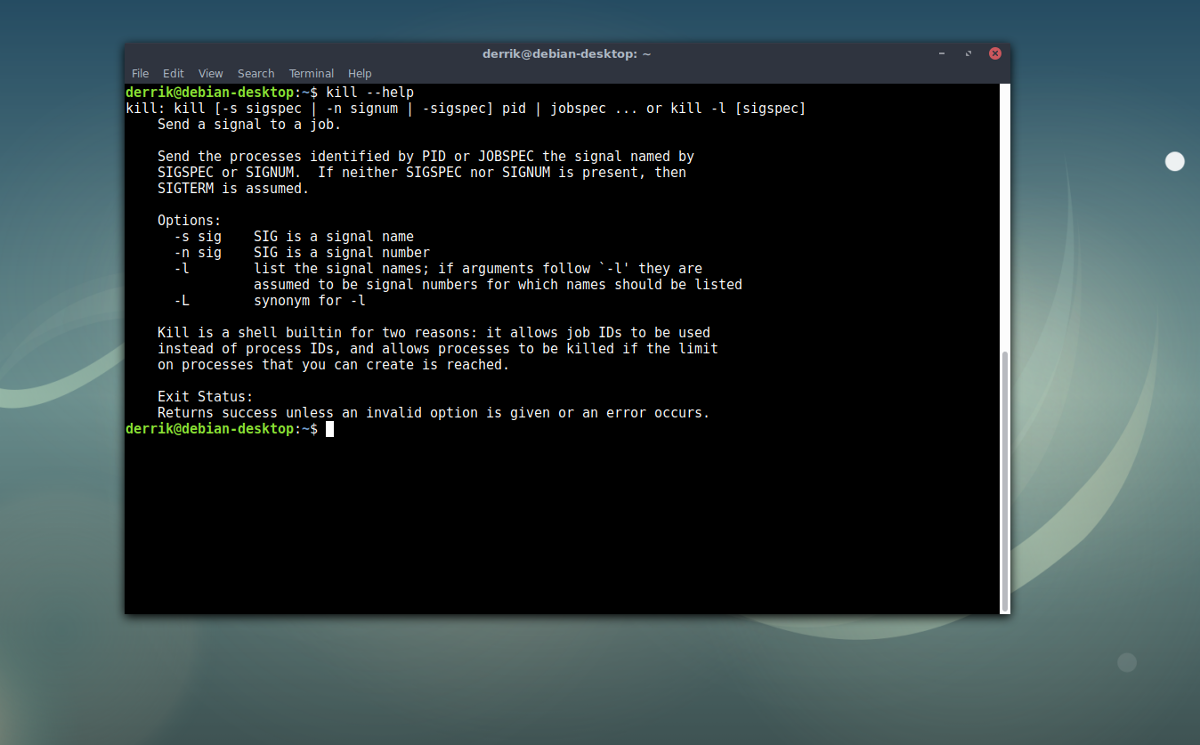 derrik@debian-desktop: ~
File Edit View Search Terminal Help
derrik@debian-desktop:~$ kill --help
kill: kill [-s sigspec | -n signum | -sigspec] pid | jobspec ... or kill -l [sigspec]
    Send a signal to a job.

    Send the processes identified by PID or JOBSPEC the signal named by
    SIGSPEC or SIGNUM.  If neither SIGSPEC nor SIGNUM is present, then
    SIGTERM is assumed.

    Options:
      -s sig    SIG is a signal name
      -n sig    SIG is a signal number
      -l        list the signal names; if arguments follow `-l' they are
                assumed to be signal numbers for which names should be listed
      -L        synonym for -l

    Kill is a shell builtin for two reasons: it allows job IDs to be used
    instead of process IDs, and allows processes to be killed if the limit
    on processes that you can create is reached.

    Exit Status:
    Returns success unless an invalid option is given or an error occurs.
derrik@debian-desktop:~$